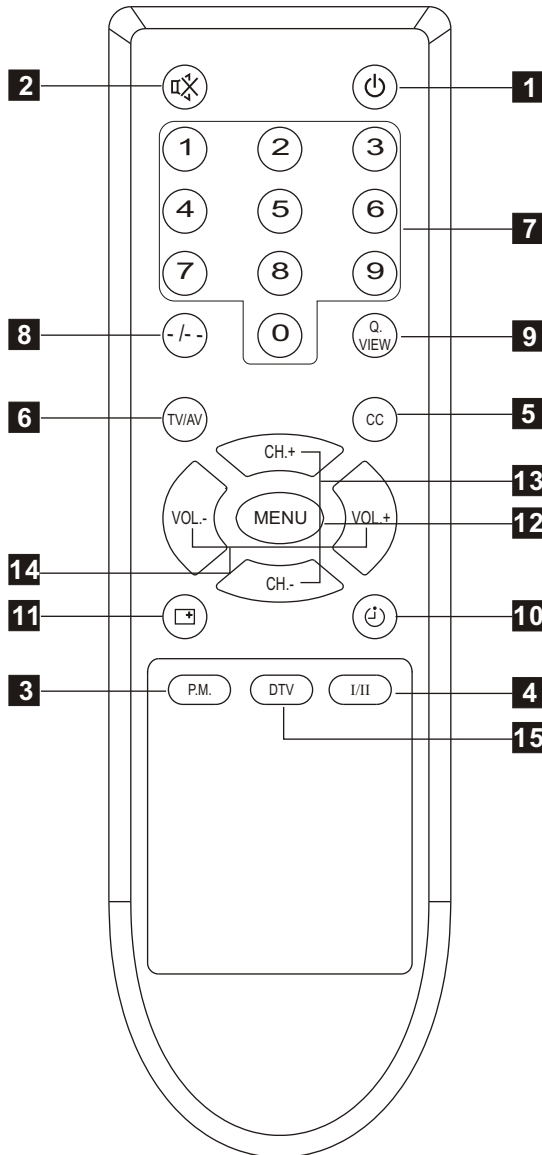 2 1
1 2 3
4 5 6
7
7 8 9
8 - /- - 0 Q.
VIEW 9
6 TV/AV CC 5
CH.+
13
VOL.- MENU VOL.+ 12
14
CH.-
11 10
3 P.M. DTV I/II 4
15